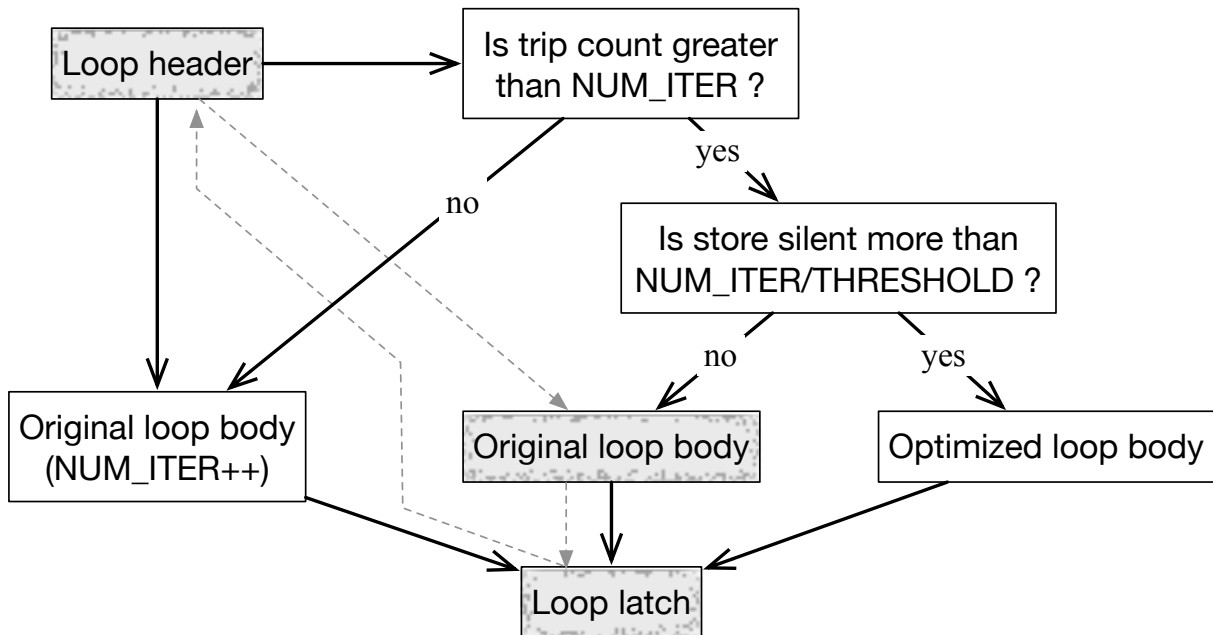 Loop header
Is trip count greater
than NUM_ITER ?
yes
no
Is store silent more than
NUM_ITER/THRESHOLD ?
no
yes
Original loop body
(NUM_ITER++)
Original loop body
Optimized loop body
Loop latch